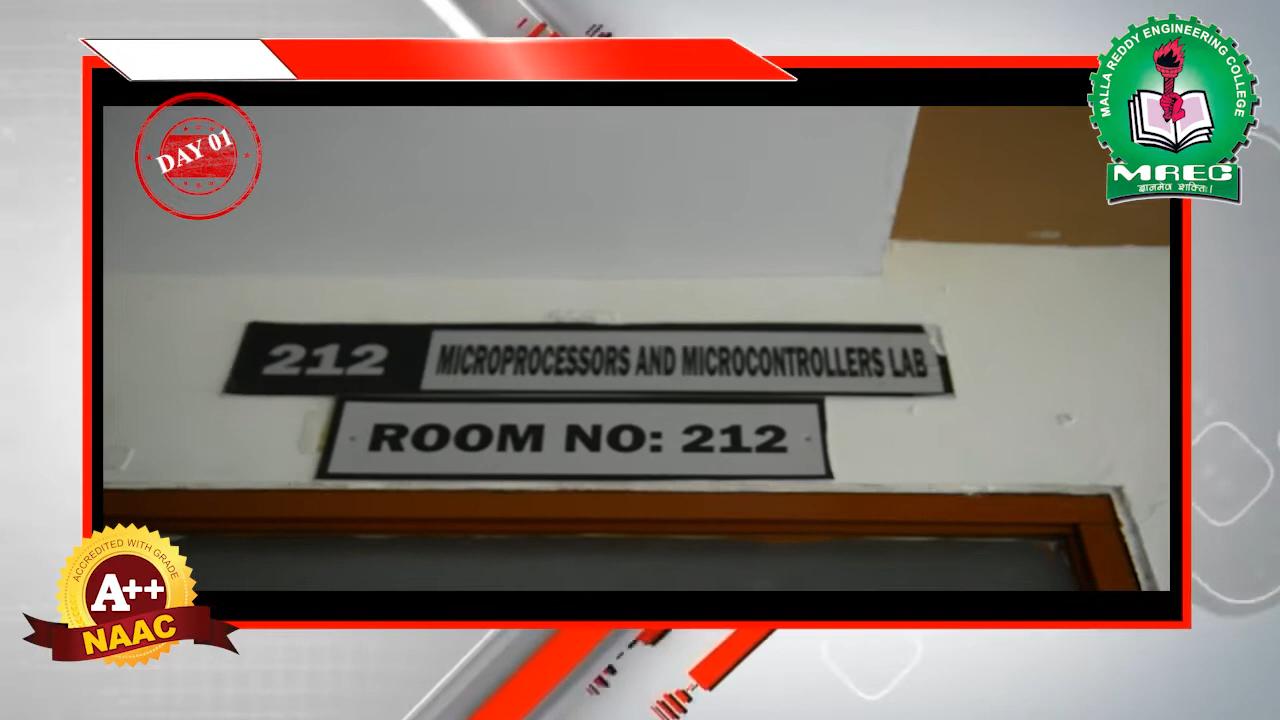 DAY 01
MALLA REDDY ENGINEERING COLLEGE
MREC
212
MICROPROCESSORS AND MICROCONTROLLERS LAB
ROOM NO: 212
ACCREDITED WITH GRADE
A++
NAAC